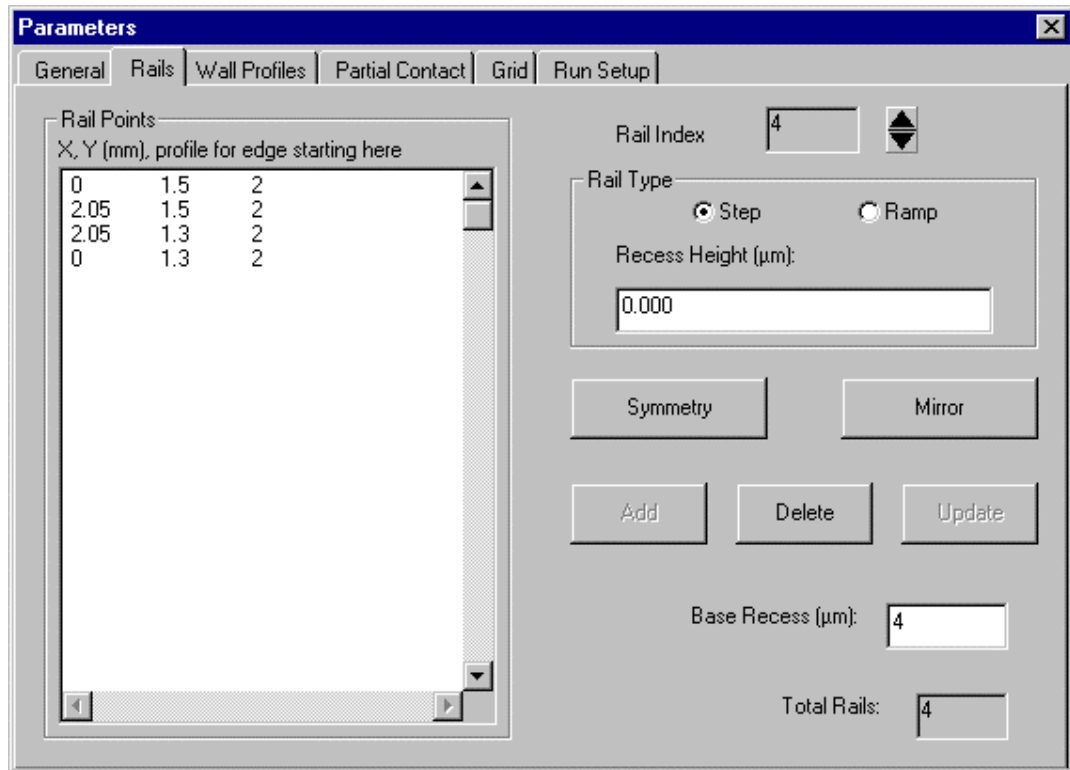 Parameters
General Rails Wall Profiles Partial Contact Grid Run Setup
Rail Points
X, Y (mm), profile for edge starting here
0 1.5 2
2.05 1.5 2
2.05 1.3 2
0 1.3 2
Rail Index 4
Rail Type
Step Ramp
Recess Height (µm):
0.000
Symmetry Mirror
Add Delete Update
Base Recess (µm): 4
Total Rails: 4